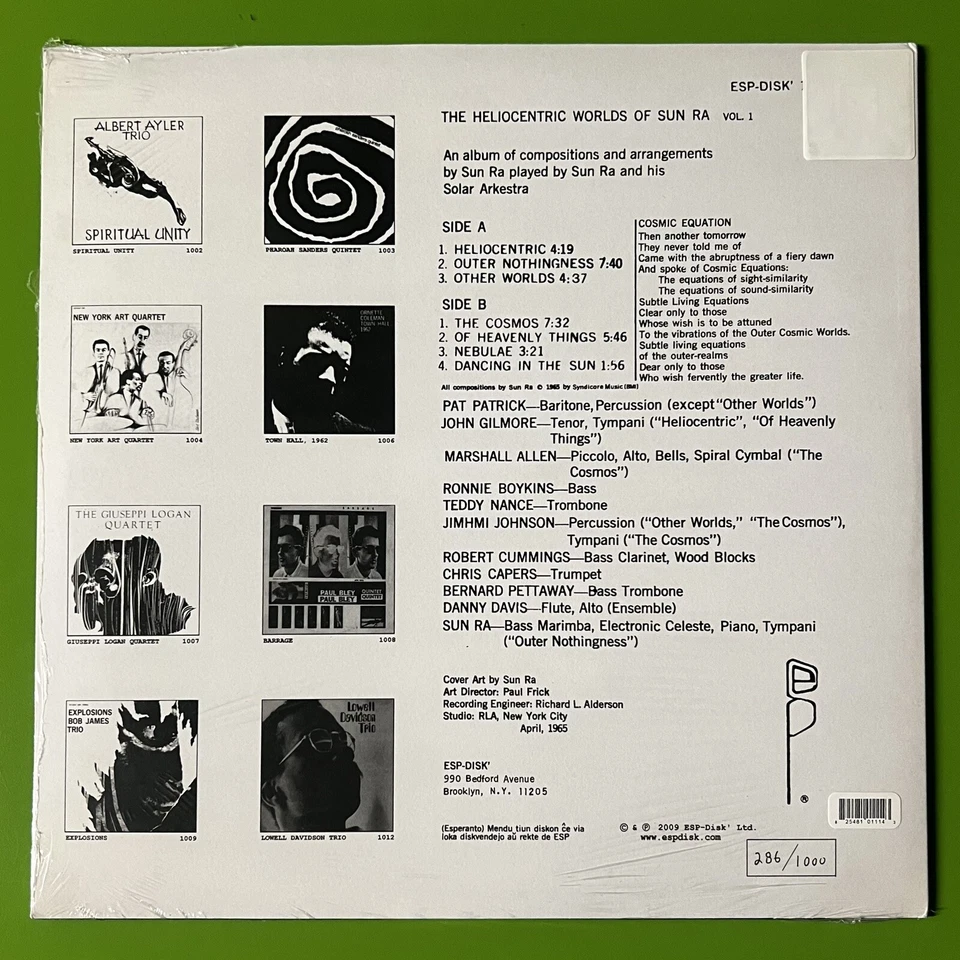 ESP-DISK'
THE HELIOCENTRIC WORLDS OF SUN RA VOL. 1
An album of compositions and arrangements
by Sun Ra played by Sun Ra and his
Solar Arkestra
SIDE A
1. HELIOCENTRIC 4:19
2. OUTER NOTHINGNESS 7:40
3. OTHER WORLDS 4:37
SIDE B
1. THE COSMOS 7:32
2. OF HEAVENLY THINGS 5:46
3. NEBULAE 3:21
4. DANCING IN THE SUN 1:56
COSMIC EQUATION
Then another tomorrow
They never told me of
Came with the abruptness of a fiery dawn
And spoke of Cosmic Equations:
The equations of sight-similarity
The equations of sound-similarity
Subtle Living Equations
Clear only to those
Whose wish is to be attuned
To the vibrations of the Outer Cosmic Worlds.
Subtle living equations
of the outer-realms
Dear only to those
Who wish fervently the greater life.
All compositions by Sun Ra © 1965 by Syndicore Music (BMI)
PAT PATRICK—Baritone, Percussion (except "Other Worlds")
JOHN GILMORE—Tenor, Tympani ("Heliocentric", "Of Heavenly
Things")
MARSHALL ALLEN—Piccolo, Alto, Bells, Spiral Cymbal ("The
Cosmos")
RONNIE BOYKINS—Bass
TEDDY NANCE—Trombone
JIMHMI JOHNSON—Percussion ("Other Worlds," "The Cosmos"),
Tympani ("The Cosmos")
ROBERT CUMMINGS—Bass Clarinet, Wood Blocks
CHRIS CAPERS—Trumpet
BERNARD PETTAWAY—Bass Trombone
DANNY DAVIS—Flute, Alto (Ensemble)
SUN RA—Bass Marimba, Electronic Celeste, Piano, Tympani
("Outer Nothingness")
Cover Art by Sun Ra
Art Director: Paul Frick
Recording Engineer: Richard L. Alderson
Studio: RLA, New York City
April, 1965
ESP-DISK'
990 Bedford Avenue
Brooklyn, N.Y. 11205
(Esperanto) Mendu tiun diskon ĉe via
loka diskvendejo aŭ rekte de ESP
© & ℗ 2009 ESP-Disk' Ltd.
www.espdisk.com
esp
®
8 25481 01114
286/1000
ALBERT AYLER
TRIO
SPIRITUAL UNITY
SPIRITUAL UNITY 1002
PHAROAH SANDERS QUINTET 1003
NEW YORK ART QUARTET
NEW YORK ART QUARTET 1004
ORNETTE
COLEMAN
TOWN HALL
1962
TOWN HALL, 1962 1006
THE GIUSEPPI LOGAN
QUARTET
GIUSEPPI LOGAN QUARTET 1007
PAUL BLEY QUINTET
PAUL BLEY QUINTET
BARRAGE 1008
EXPLOSIONS
BOB JAMES
TRIO
EXPLOSIONS 1009
Lowell
Davidson
Trio
LOWELL DAVIDSON TRIO 1012